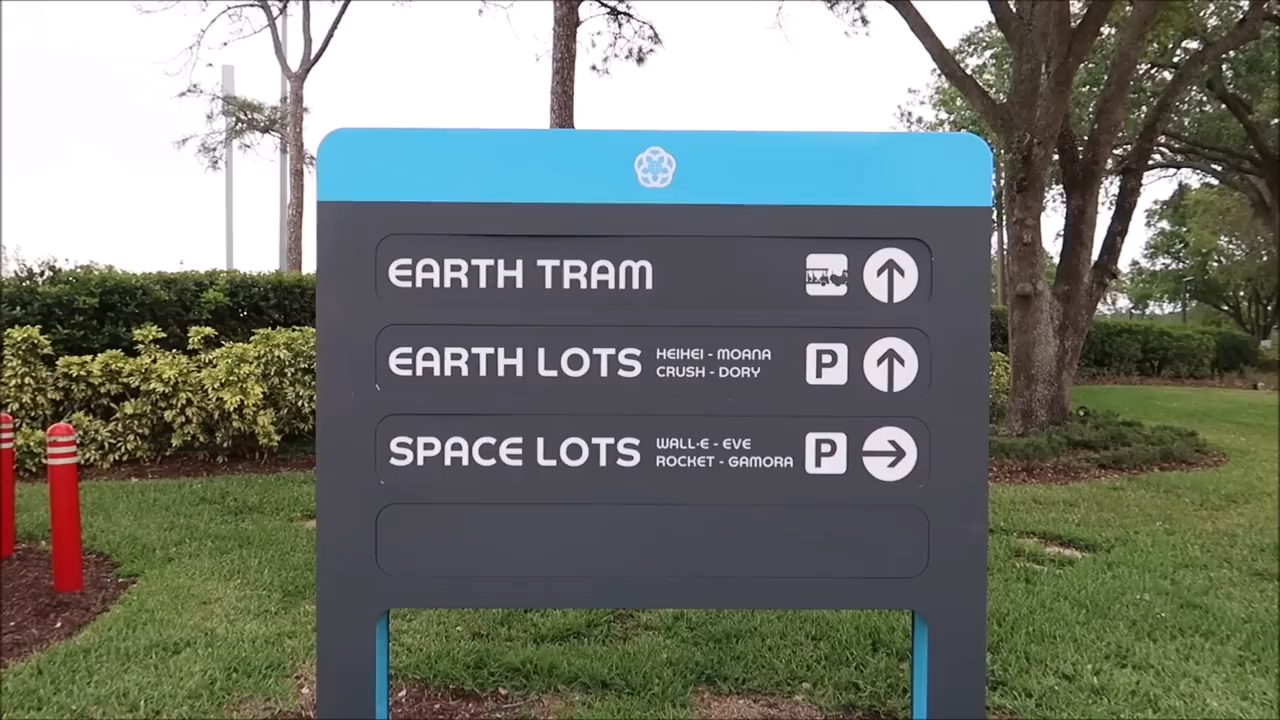 EARTH TRAM
EARTH LOTS
HEIHEI - MOANA
CRUSH - DORY
P
SPACE LOTS
WALL·E - EVE
ROCKET - GAMORA
P